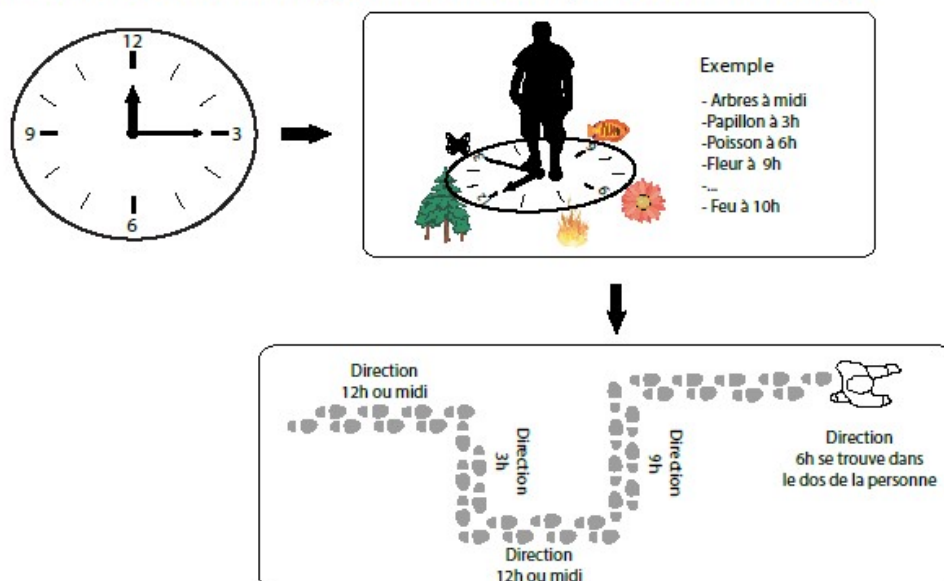 12
9
3
6
Exemple
- Arbres à midi
-Papillon à 3h
-Poisson à 6h
-Fleur à 9h
-...
- Feu à 10h
Direction
12h ou midi
Direction
3h
Direction
12h ou midi
Direction
9h
Direction
6h se trouve dans
le dos de la personne